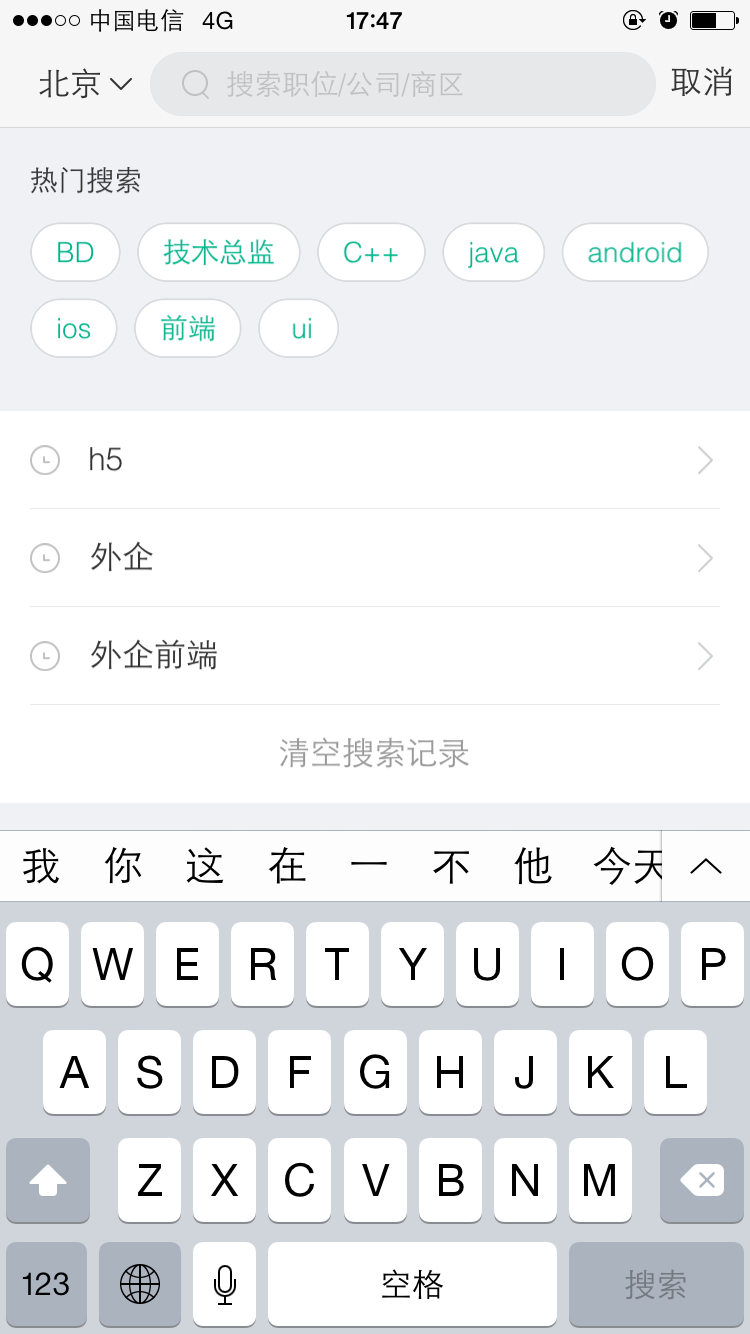 中国电信 4G 17:47
北京 搜索职位/公司/商区 取消
热门搜索
BD 技术总监 C++ java android
ios 前端 ui
h5
外企
外企前端
清空搜索记录
我 你 这 在 一 不 他 今天
Q W E R T Y U I O P
A S D F G H J K L
Z X C V B N M
123 空格 搜索